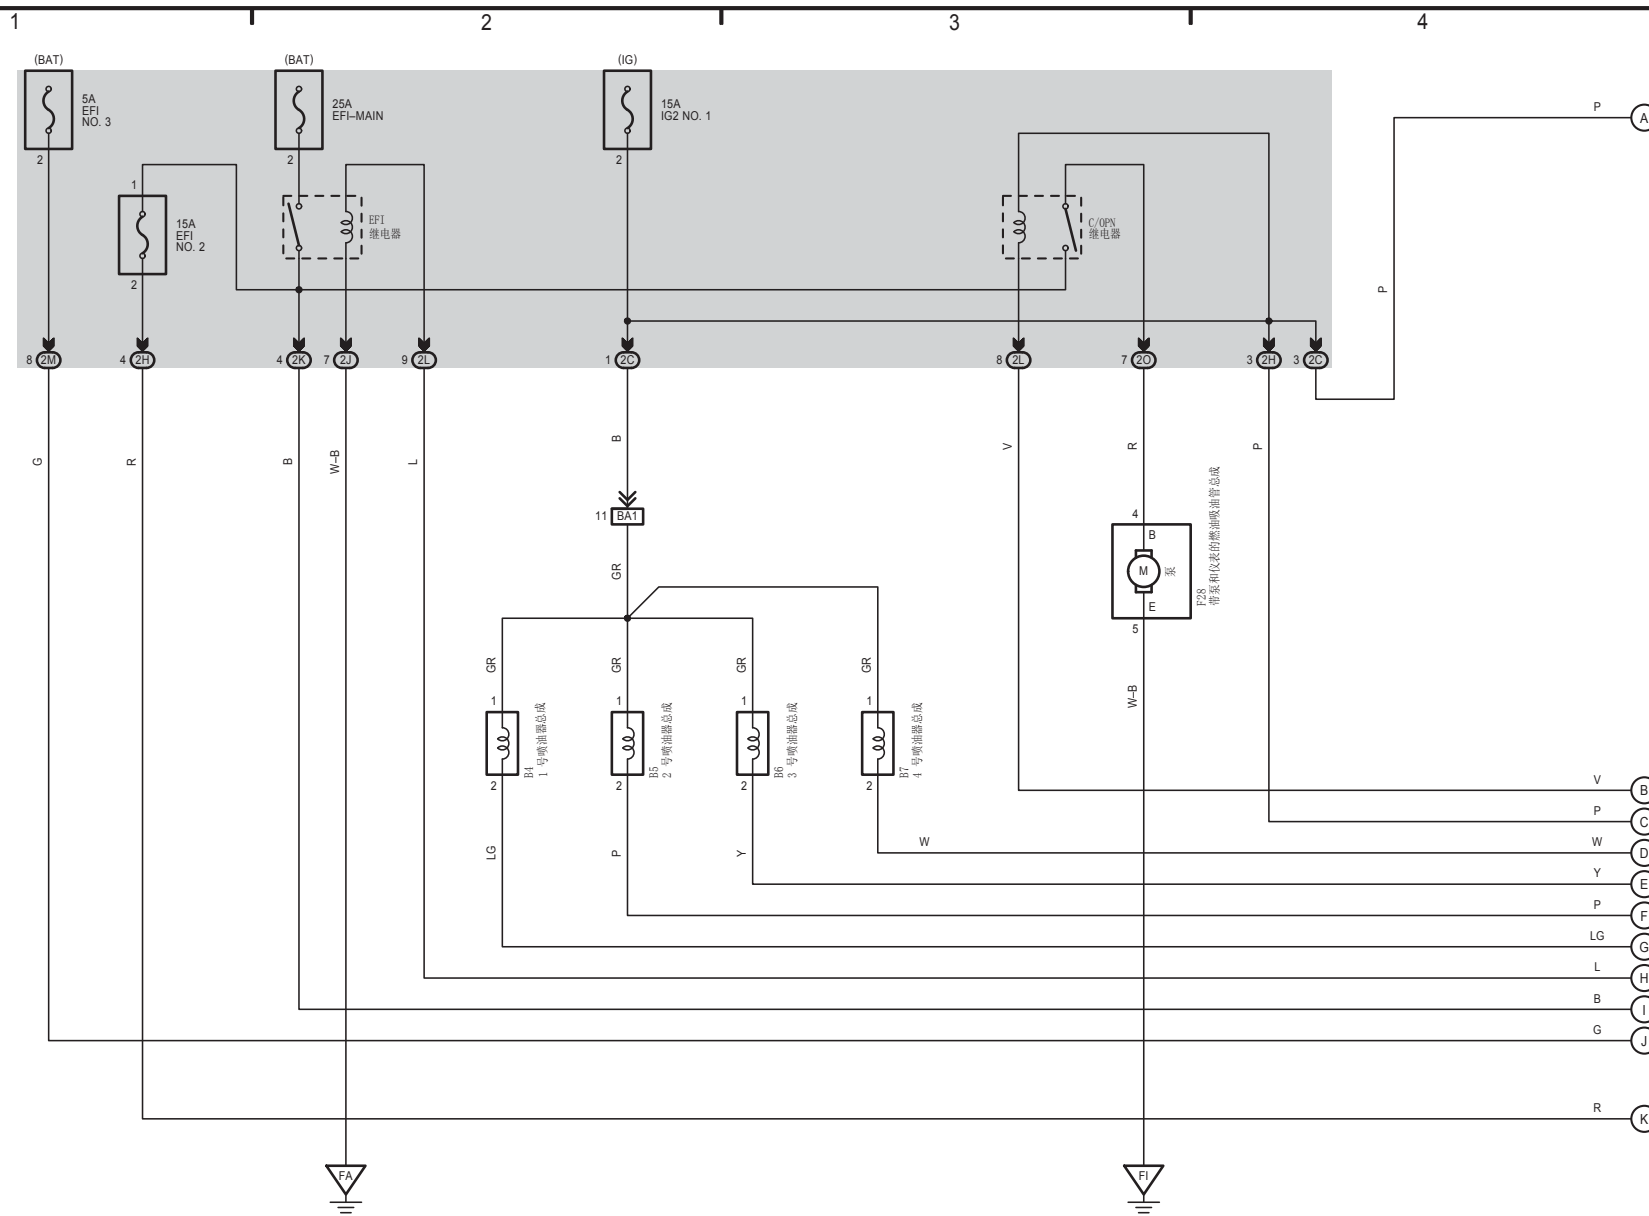 1
2
3
4
(BAT)
(BAT)
(IG)
5A
EFI
NO. 3
25A
EFI–MAIN
15A
IG2 NO. 1
P
A
2
2
2
1
15A
EFI
NO. 2
EFI
继电器
C/OPN
继电器
2
P
8 2M
4 2H
4 2K
7 2J
9 2L
1 2C
8 2L
7 2O
3 2H
3 2C
G
R
B
W–B
L
B
V
R
P
11 BA1
GR
4
B
M
泵
E
5
F28
带泵和仪表的燃油吸油管总成
GR
GR
GR
GR
W–B
1
1
1
1
B4
1 号喷油器总成
B5
2 号喷油器总成
B6
3 号喷油器总成
B7
4 号喷油器总成
2
2
2
2
LG
P
Y
W
V
B
P
C
W
D
Y
E
P
F
LG
G
L
H
B
I
G
J
R
K
FA
FI